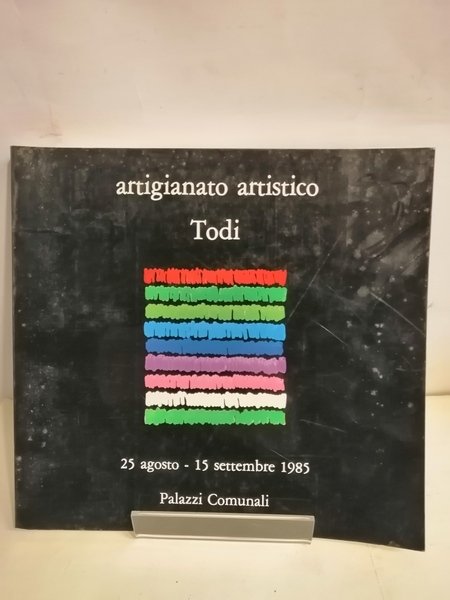 artigianato artistico
Todi
25 agosto - 15 settembre 1985
Palazzi Comunali